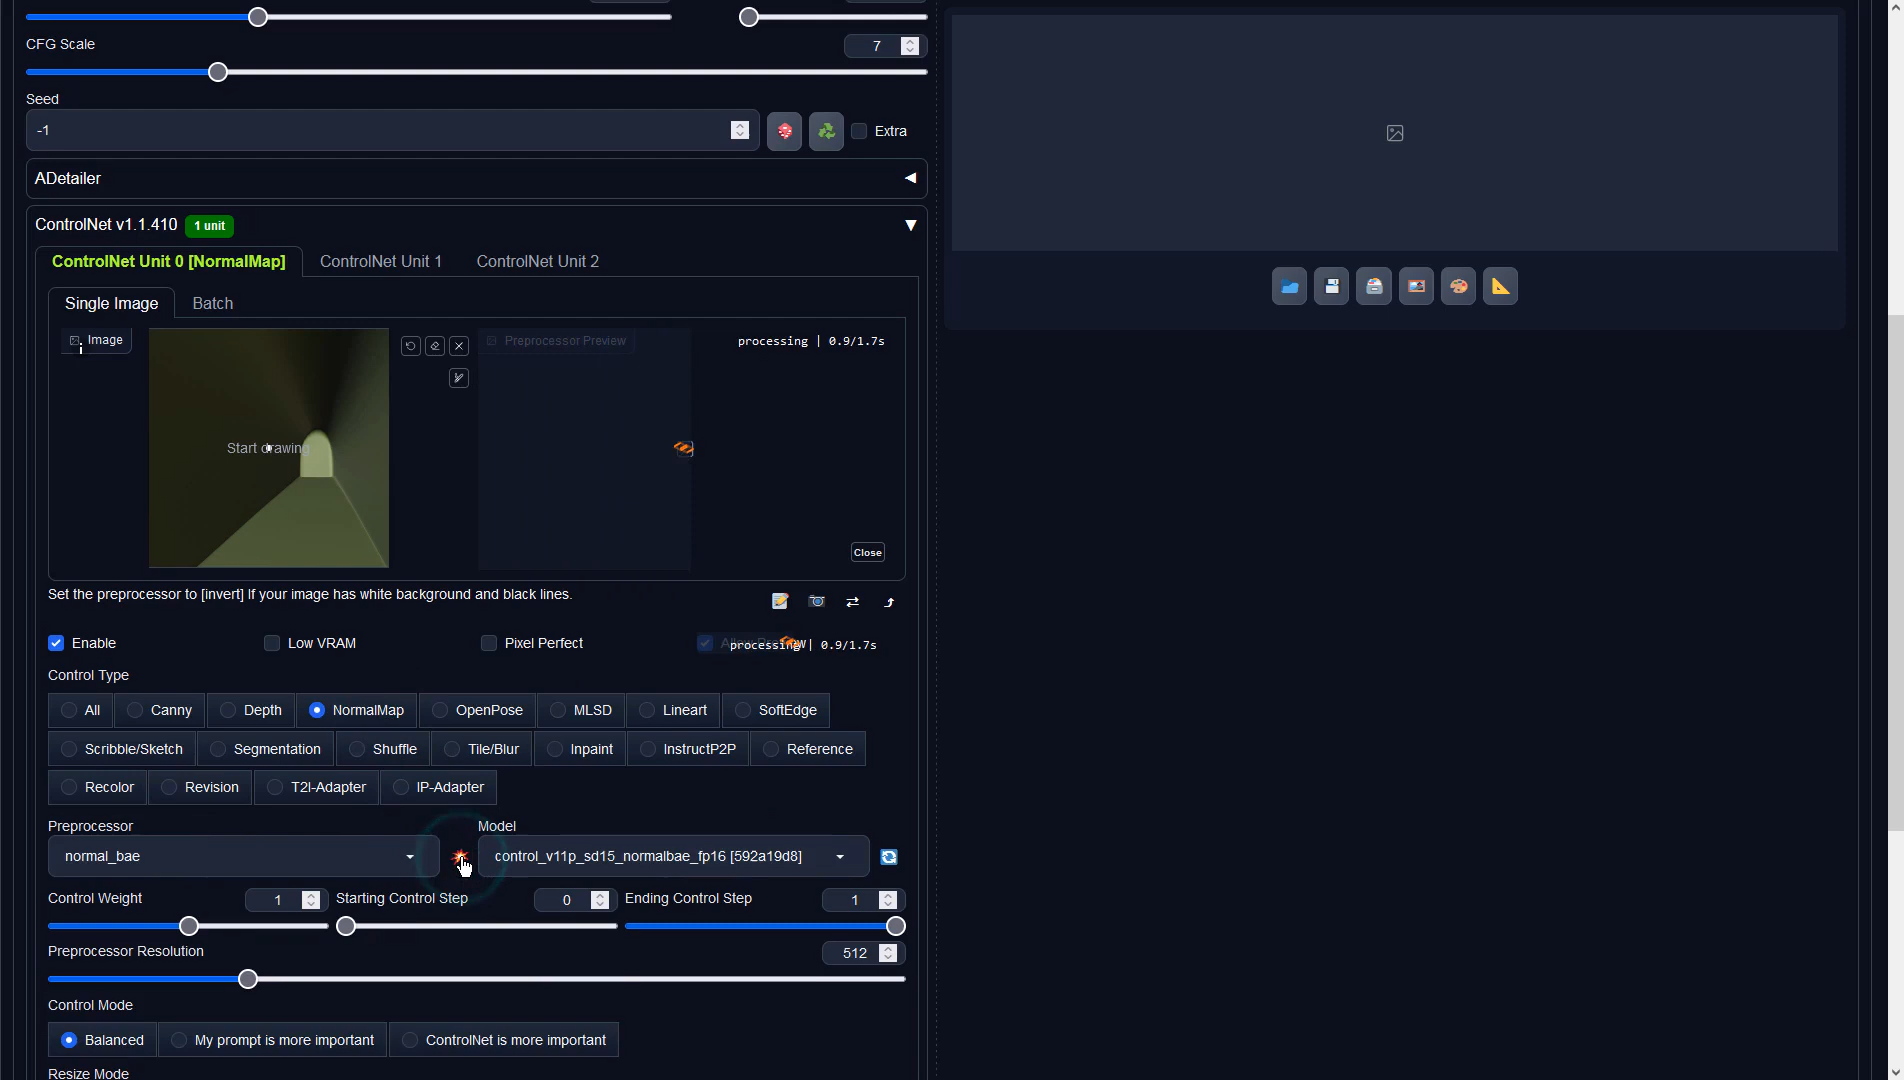 CFG Scale
7
Seed
-1
Extra
ADetailer
ControlNet v1.1.410
1 unit
ControlNet Unit 0 [NormalMap]
ControlNet Unit 1
ControlNet Unit 2
Single Image
Batch
Image
Start drawing
Preprocessor Preview
processing | 0.9/1.7s
Close
Set the preprocessor to [invert] If your image has white background and black lines.
Enable
Low VRAM
Pixel Perfect
Allow Preview
processing | 0.9/1.7s
Control Type
All
Canny
Depth
NormalMap
OpenPose
MLSD
Lineart
SoftEdge
Scribble/Sketch
Segmentation
Shuffle
Tile/Blur
Inpaint
InstructP2P
Reference
Recolor
Revision
T2I-Adapter
IP-Adapter
Preprocessor
Model
normal_bae
control_v11p_sd15_normalbae_fp16 [592a19d8]
Control Weight
1
Starting Control Step
0
Ending Control Step
1
Preprocessor Resolution
512
Control Mode
Balanced
My prompt is more important
ControlNet is more important
Resize Mode